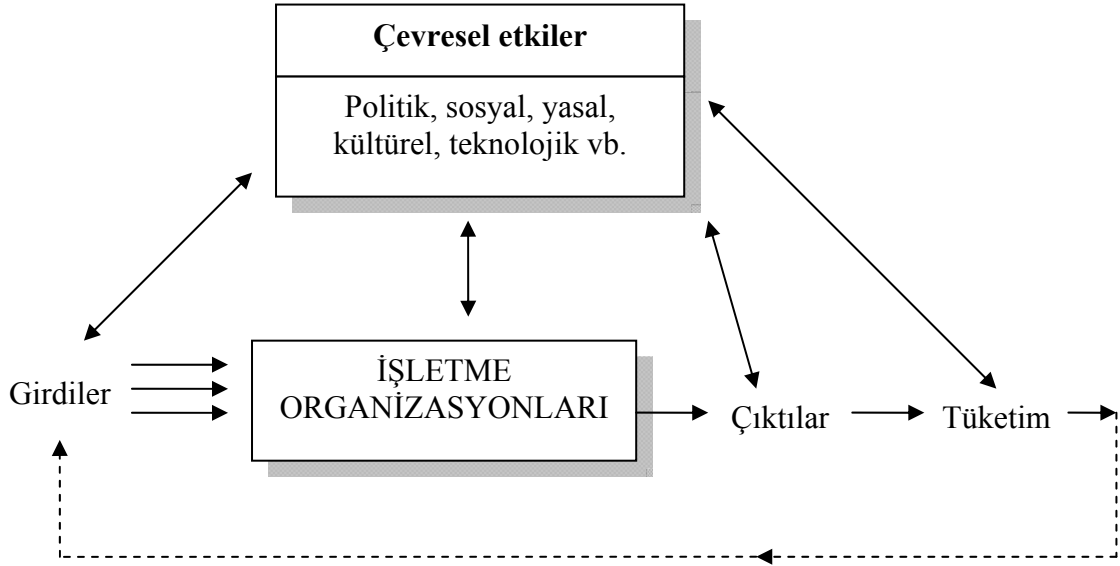 Çevresel etkiler
Politik, sosyal, yasal,
kültürel, teknolojik vb.
Girdiler
İŞLETME
ORGANİZASYONLARI
Çıktılar
Tüketim